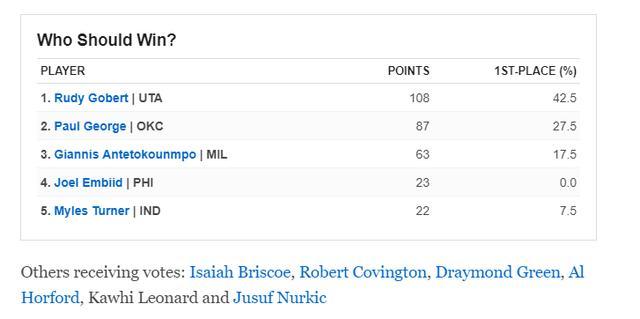 Who Should Win?
PLAYER POINTS 1ST-PLACE (%)
1. Rudy Gobert | UTA 108 42.5
2. Paul George | OKC 87 27.5
3. Giannis Antetokounmpo | MIL 63 17.5
4. Joel Embiid | PHI 23 0.0
5. Myles Turner | IND 22 7.5
Others receiving votes: Isaiah Briscoe, Robert Covington, Draymond Green, Al
Horford, Kawhi Leonard and Jusuf Nurkic